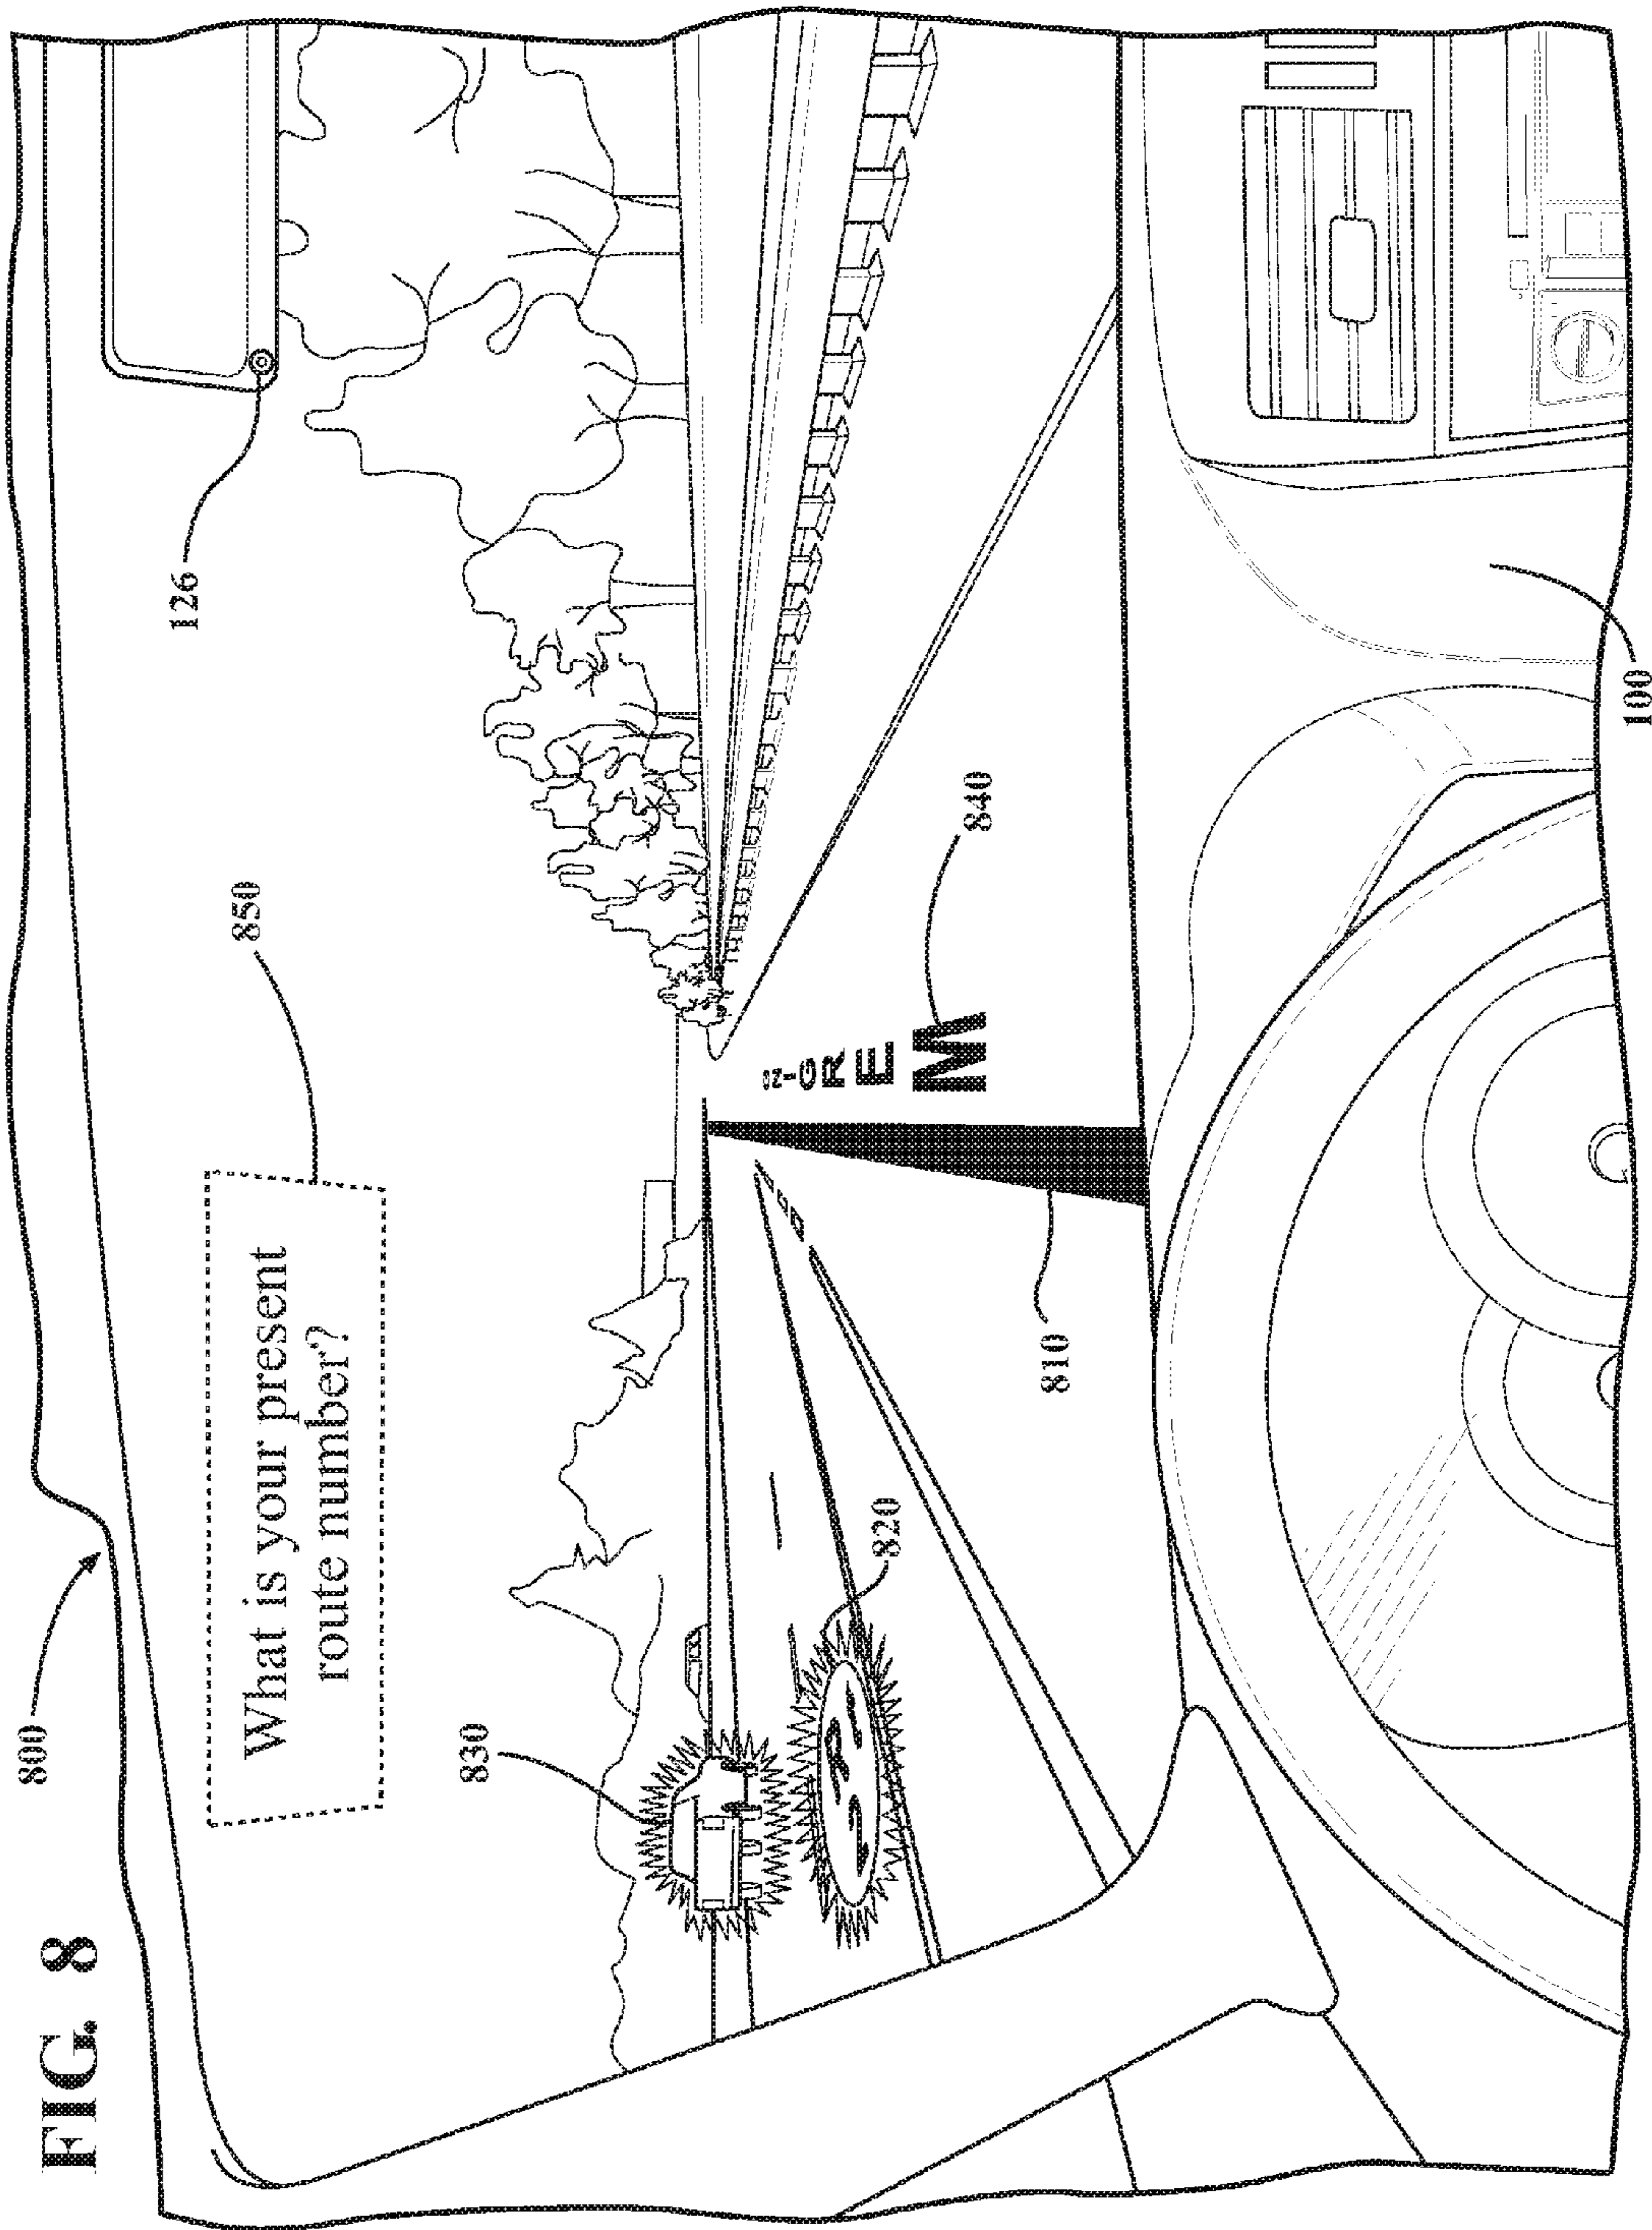 FIG. 8
800
126
850
What is your present
route number?
830
820
G
R
E
M
840
810
100